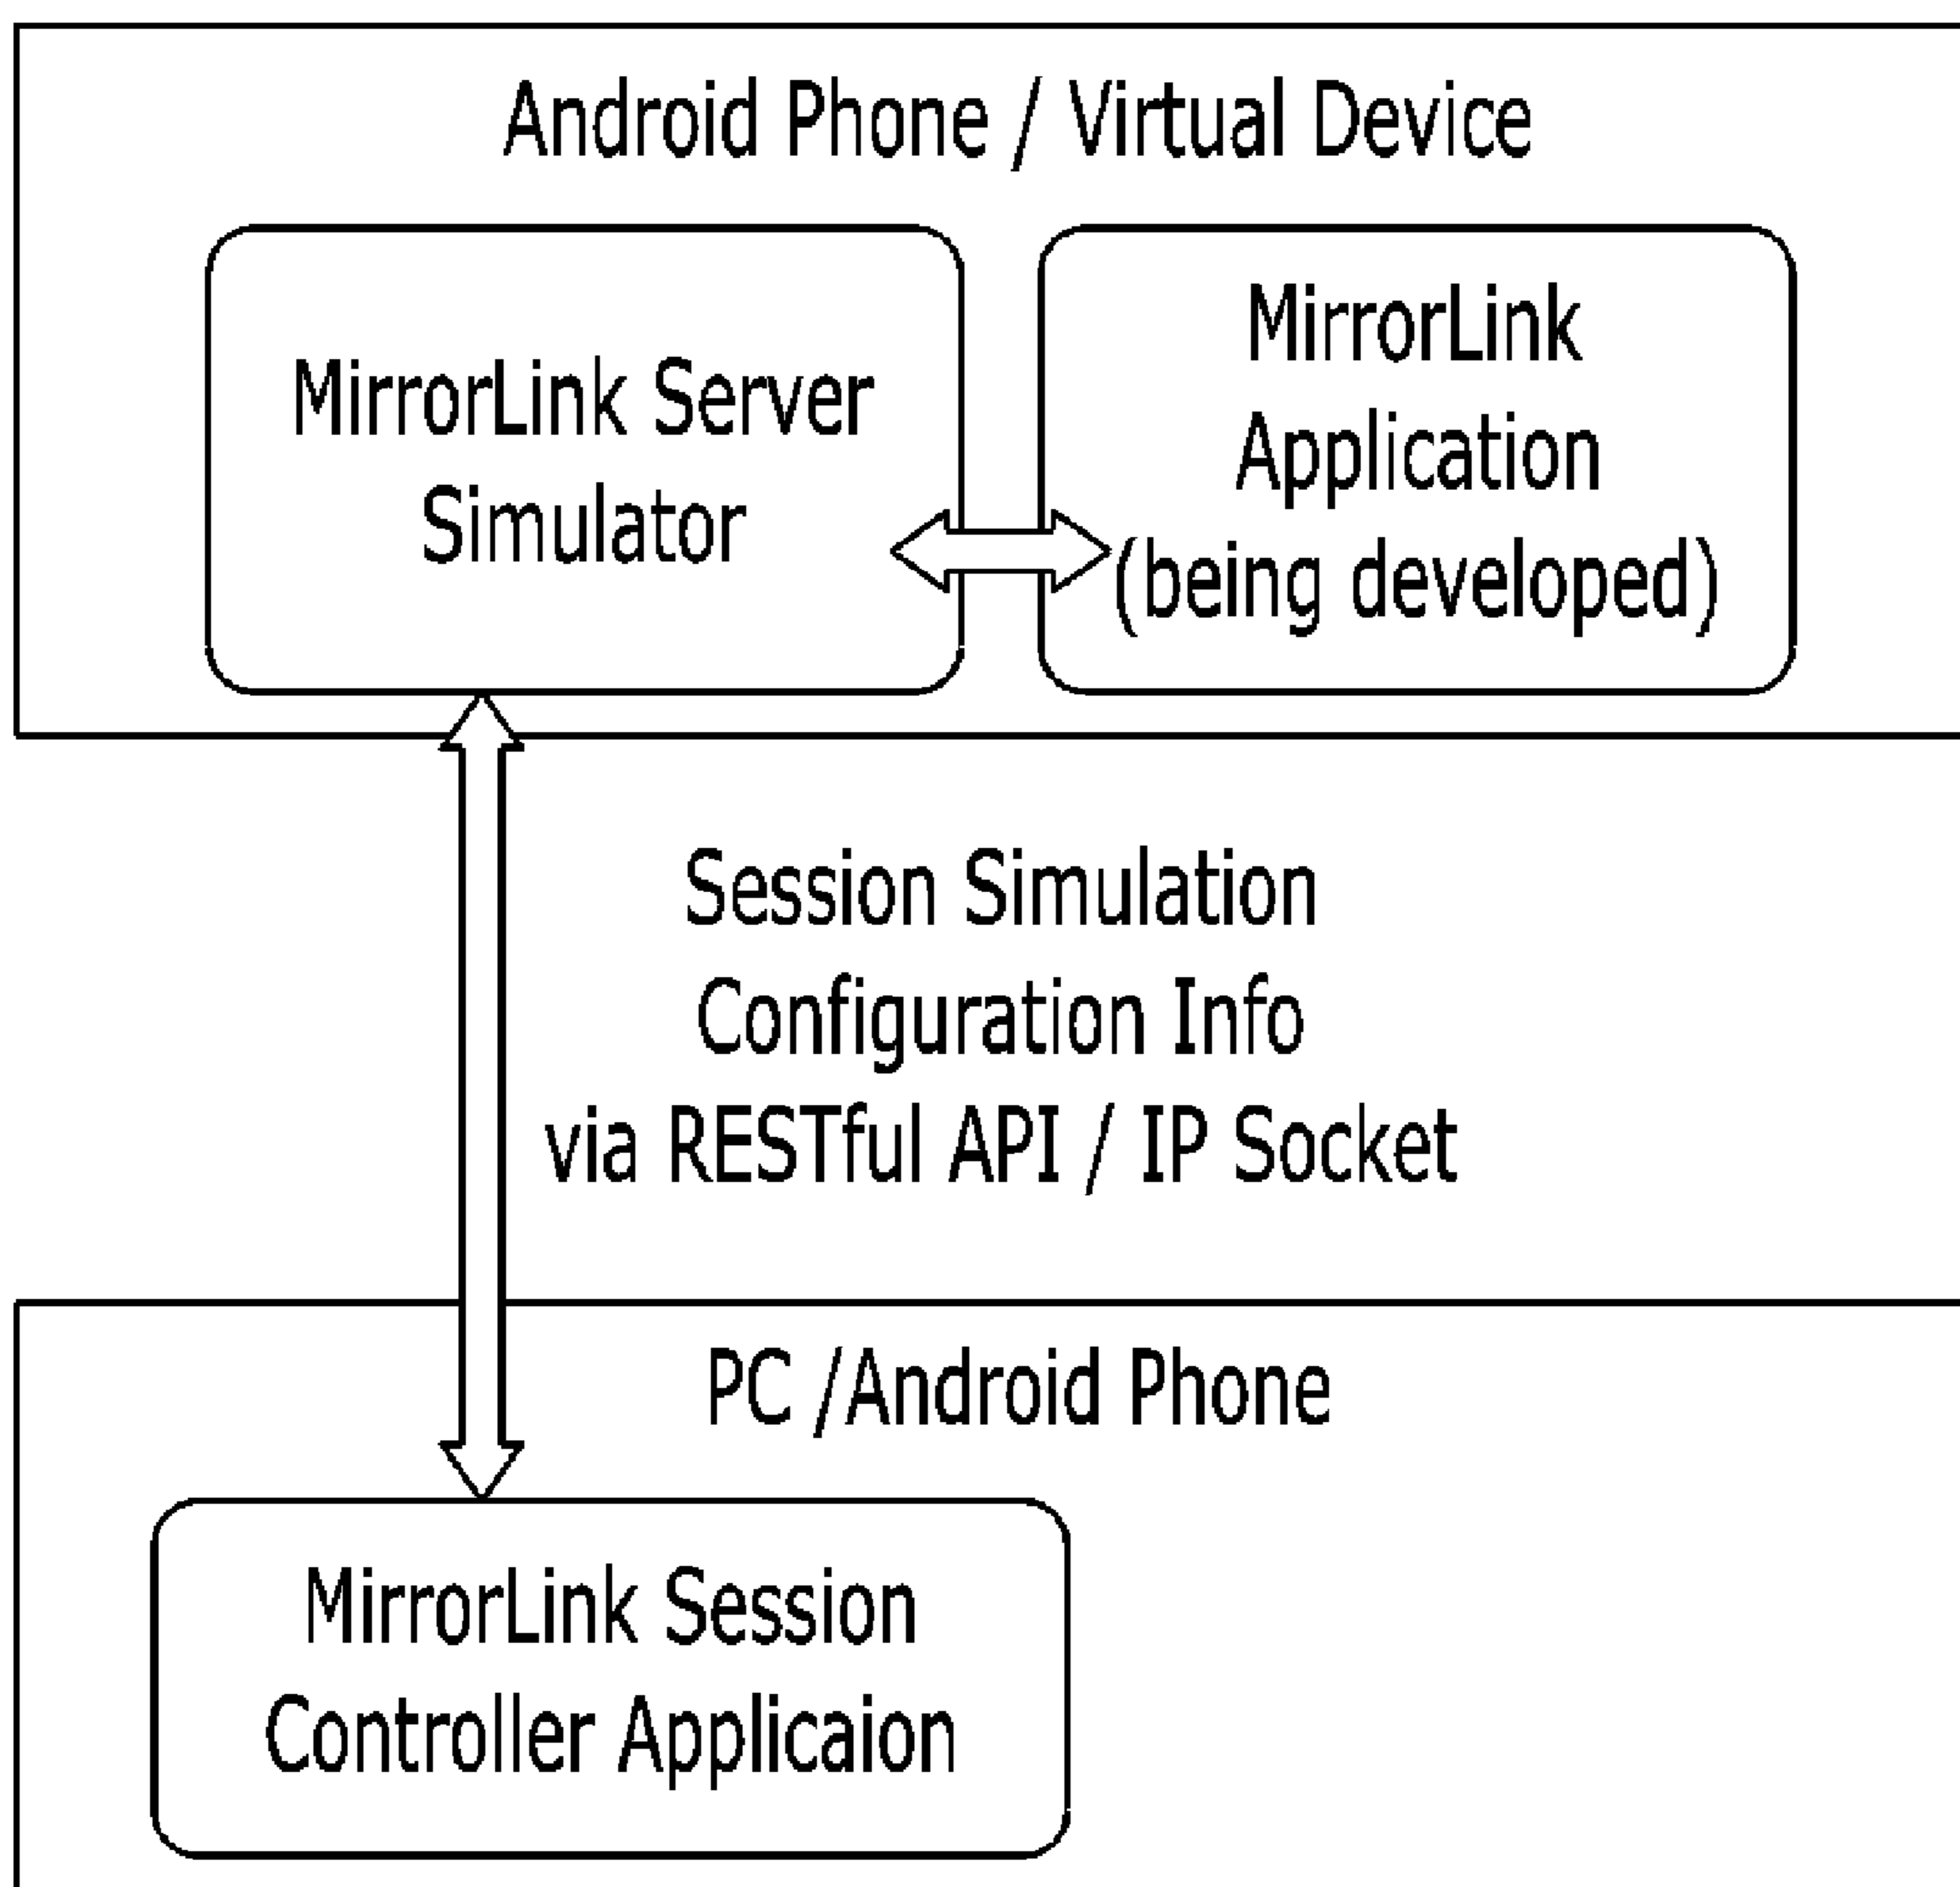 Android Phone / Virtual Device
MirrorLink Server
Simulator
MirrorLink
Application
(being developed)
Session Simulation
Configuration Info
via RESTful API / IP Socket
PC /Android Phone
MirrorLink Session
Controller Applicaion